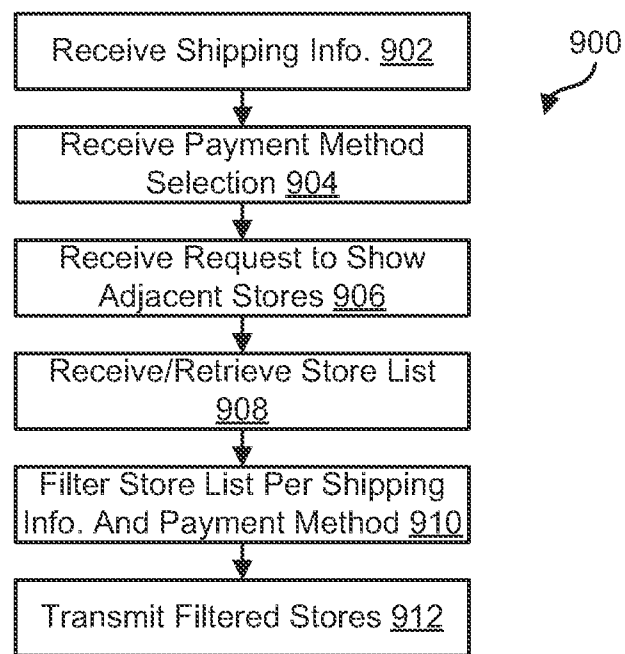 Receive Shipping Info. 902
900
Receive Payment Method
Selection 904
Receive Request to Show
Adjacent Stores 906
Receive/Retrieve Store List
908
Filter Store List Per Shipping
Info. And Payment Method 910
Transmit Filtered Stores 912